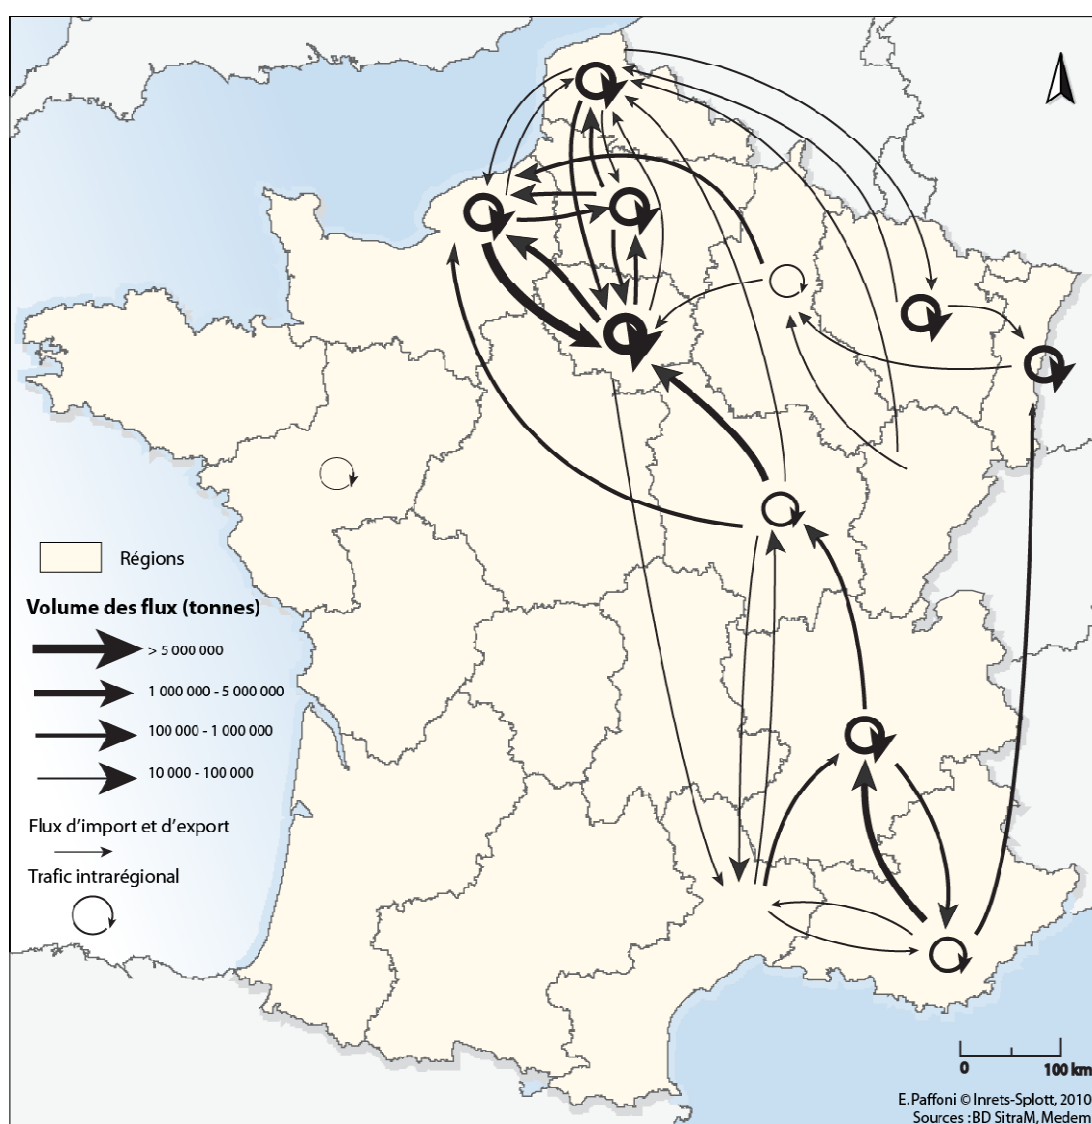 Régions
Volume des flux (tonnes)
> 5 000 000
1 000 000 - 5 000 000
100 000 - 1 000 000
10 000 - 100 000
Flux d'import et d'export
Trafic intrarégional
0 100 km
E. Paffoni © Inrets-Splott, 2010
Sources : BD SitraM, Medem